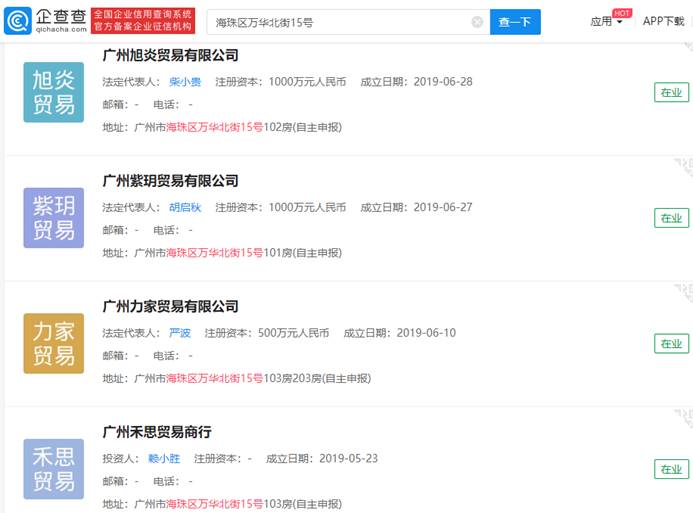 企查查
qichacha.com
全国企业信用查询系统
官方备案企业征信机构
海珠区万华北街15号
查一下
应用
HOT
APP下载
旭炎
贸易
广州旭炎贸易有限公司
法定代表人： 柴小贵 注册资本：1000万元人民币 成立日期：2019-06-28
邮箱：- 电话： -
地址：广州市海珠区万华北街15号102房(自主申报)
在业
紫玥
贸易
广州紫玥贸易有限公司
法定代表人： 胡启秋 注册资本：1000万元人民币 成立日期：2019-06-27
邮箱：- 电话： -
地址：广州市海珠区万华北街15号101房(自主申报)
在业
力家
贸易
广州力家贸易有限公司
法定代表人： 严波 注册资本：500万元人民币 成立日期：2019-06-10
邮箱：- 电话： -
地址：广州市海珠区万华北街15号103房203房(自主申报)
在业
禾思
贸易
广州禾思贸易商行
投资人： 赖小胜 注册资本：- 成立日期：2019-05-23
邮箱：- 电话： -
地址：广州市海珠区万华北街15号103房(自主申报)
在业